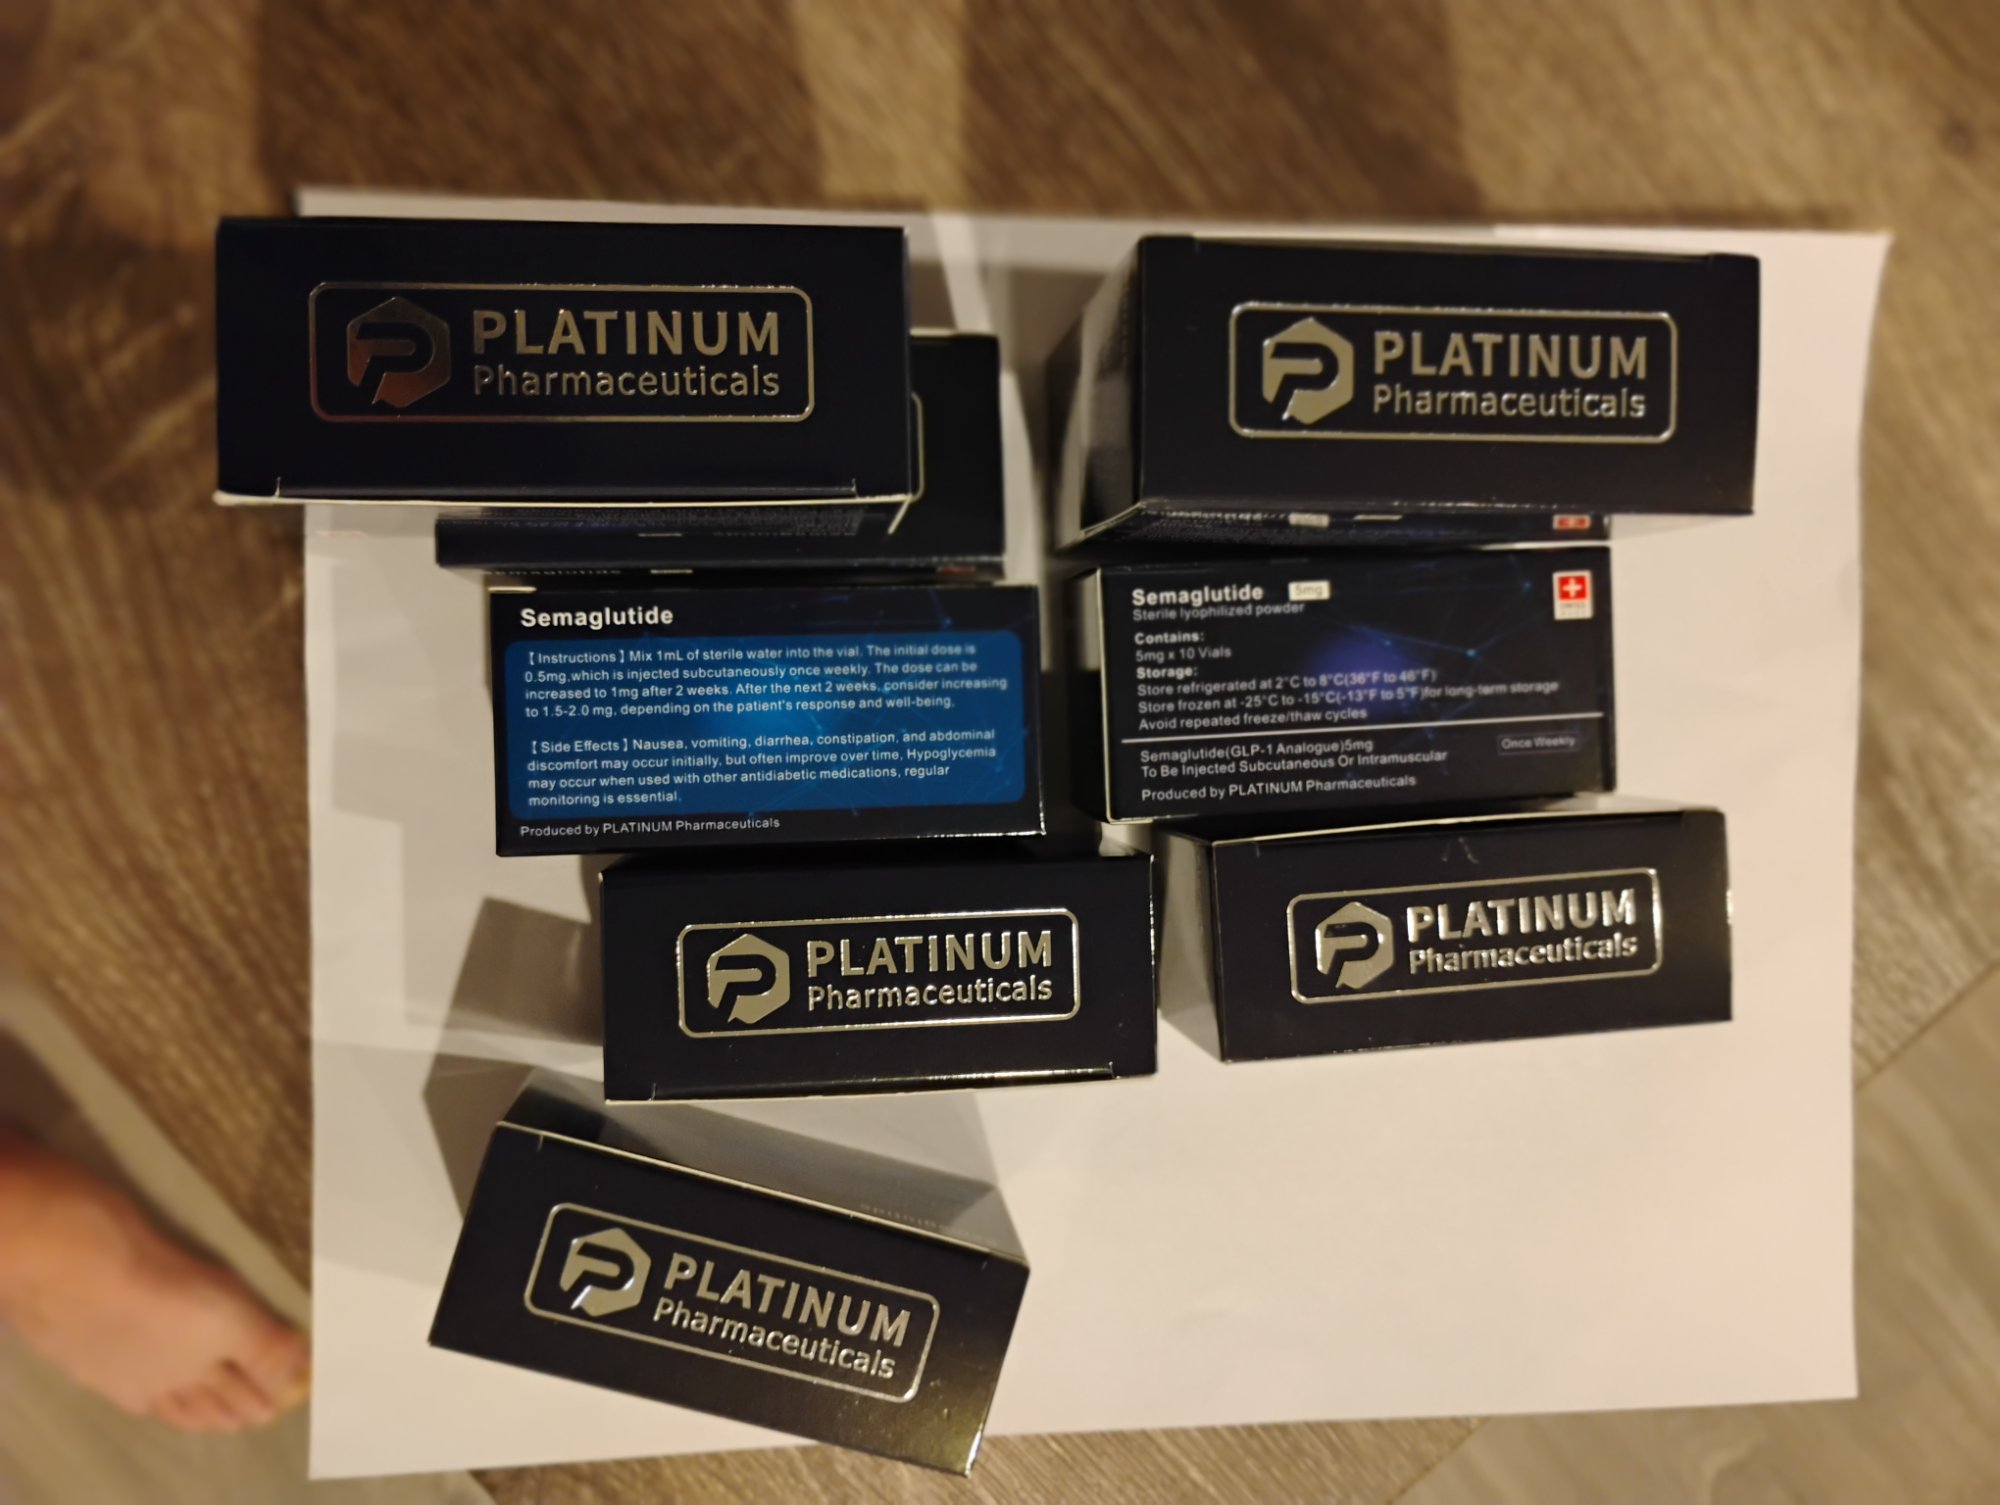 PLATINUM
Pharmaceuticals
PLATINUM
Pharmaceuticals
Semaglutide
【Instructions】Mix 1mL of sterile water into the vial. The initial dose is
0.5mg,which is injected subcutaneously once weekly. The dose can be
increased to 1mg after 2 weeks. After the next 2 weeks, consider increasing
to 1.5-2.0 mg, depending on the patient's response and well-being.
【Side Effects】Nausea, vomiting, diarrhea, constipation, and abdominal
discomfort may occur initially, but often improve over time, Hypoglycemia
may occur when used with other antidiabetic medications, regular
monitoring is essential.
Produced by PLATINUM Pharmaceuticals
Semaglutide 5mg
Sterile lyophilized powder
Contains:
5mg x 10 Vials
Storage:
Store refrigerated at 2°C to 8°C(36°F to 46°F)
Store frozen at -25°C to -15°C(-13°F to 5°F)for long-term storage
Avoid repeated freeze/thaw cycles
Semaglutide(GLP-1 Analogue)5mg
Once Weekly
To Be Injected Subcutaneous Or Intramuscular
Produced by PLATINUM Pharmaceuticals
PLATINUM
Pharmaceuticals
PLATINUM
Pharmaceuticals
PLATINUM
Pharmaceuticals